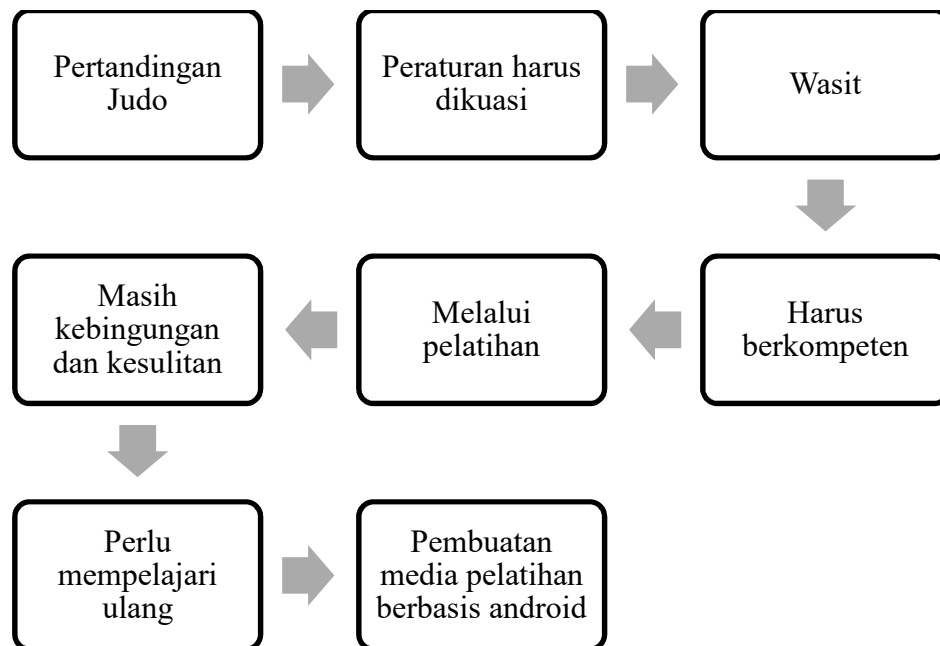 Pertandingan
Judo
Peraturan harus
dikuasi
Wasit
Harus
berkompeten
Melalui
pelatihan
Masih
kebingungan
dan kesulitan
Perlu
mempelajari
ulang
Pembuatan
media pelatihan
berbasis android